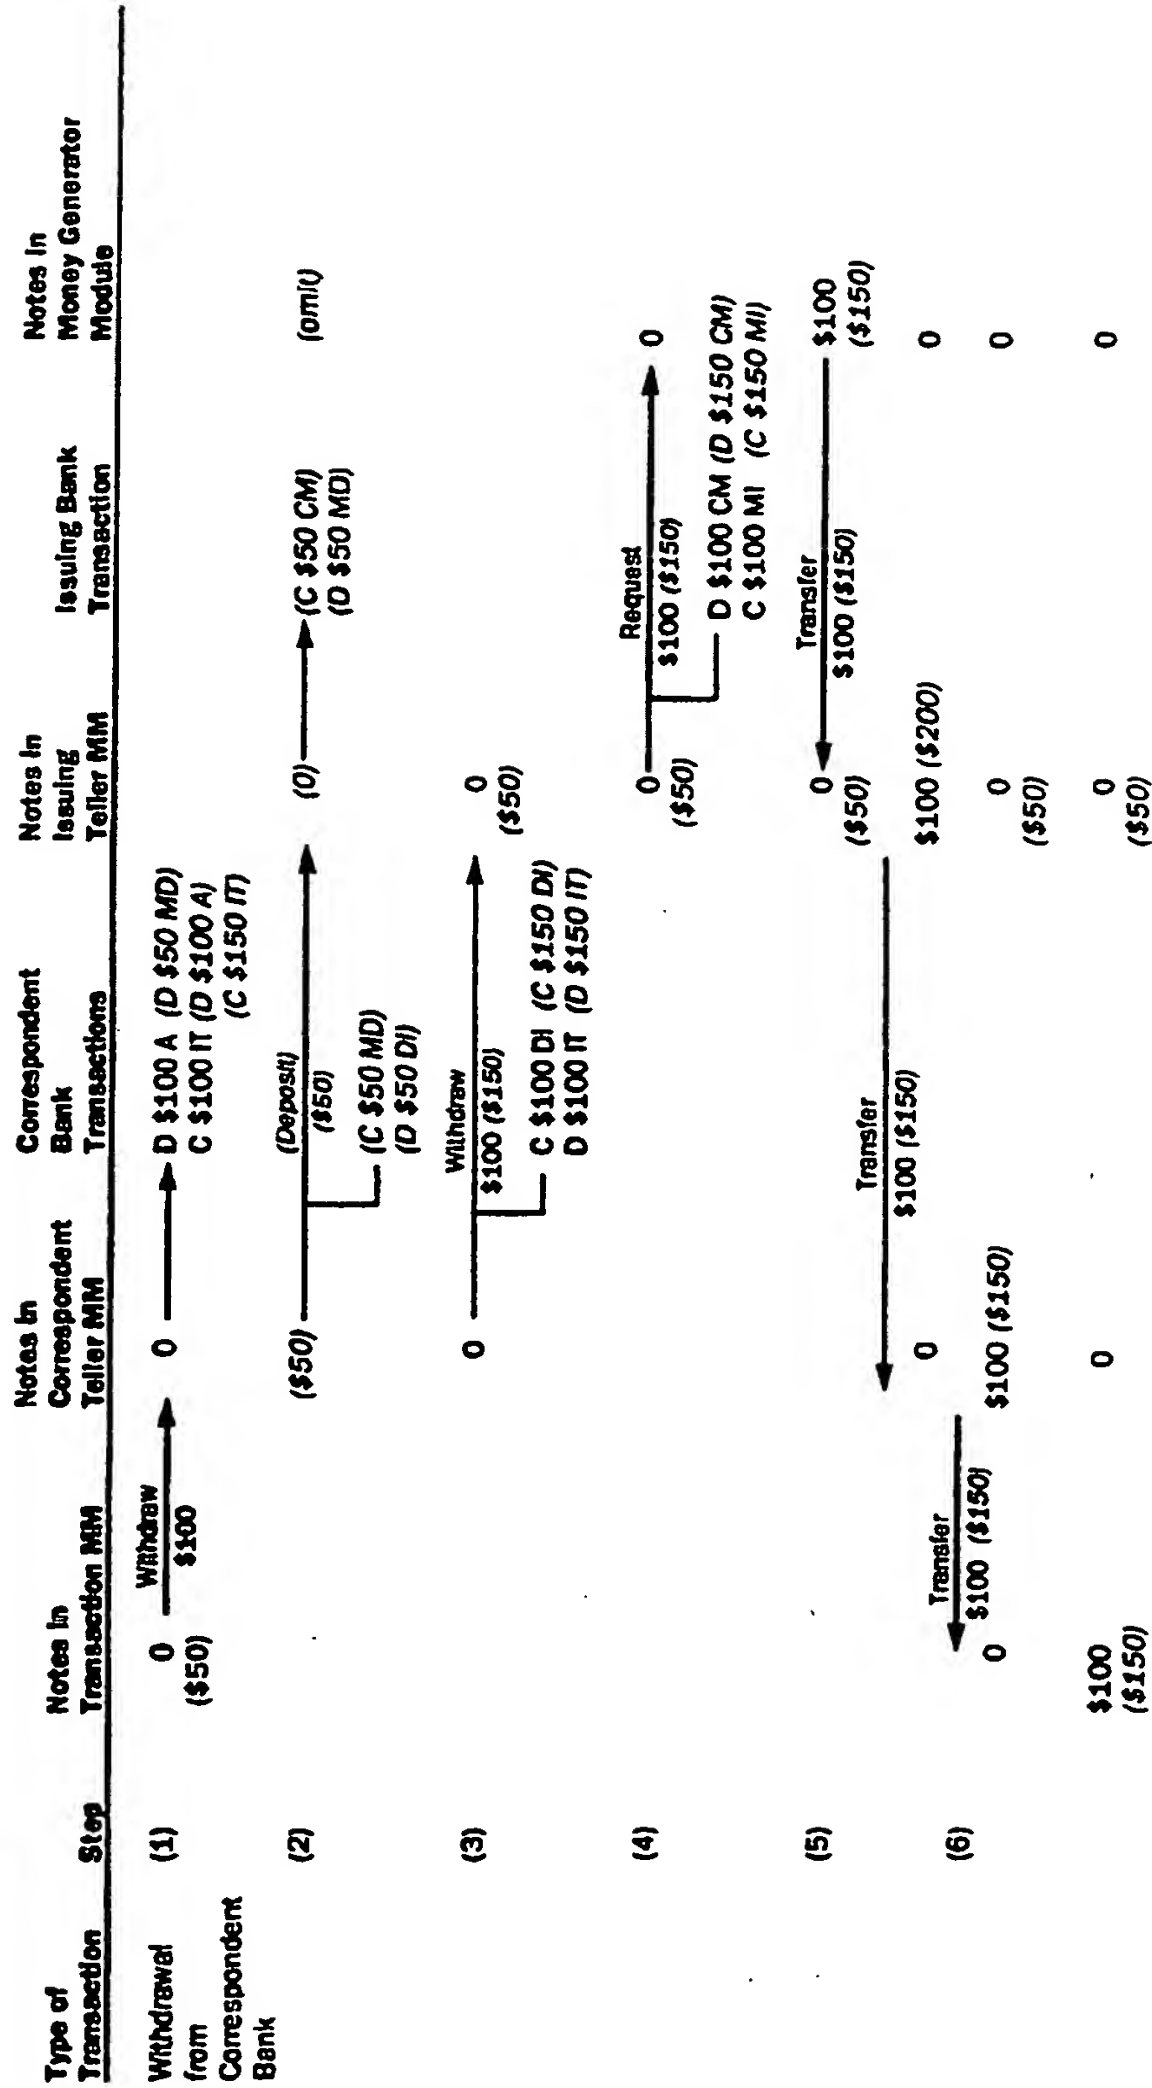 Type of
Transaction
Step
Notes in
Transaction MM
Notes in
Correspondent
Teller MM
Correspondent
Bank
Transactions
Notes in
Issuing
Teller MM
Issuing Bank
Transaction
Notes in
Money Generator
Module
Withdrawal
from
Correspondent
Bank
(1)
0
($50)
Withdraw
$100
0
D $100 A (D $50 MD)
C $100 IT (D $100 A)
(C $150 IT)
(2)
($50)
(Deposit)
($50)
(C $50 MD)
(D $50 DI)
(0)
(C $50 CM)
(D $50 MD)
(omit)
(3)
0
Withdraw
$100 ($150)
C $100 DI (C $150 DI)
D $100 IT (D $150 IT)
0
($50)
(4)
0
($50)
Request
$100 ($150)
D $100 CM (D $150 CM)
C $100 MI (C $150 MI)
0
(5)
0
($50)
Transfer
$100 ($150)
$100
($150)
Transfer
$100 ($150)
0
$100 ($200)
0
(6)
Transfer
$100 ($150)
0
$100 ($150)
0
($50)
0
$100
($150)
0
0
($50)
0